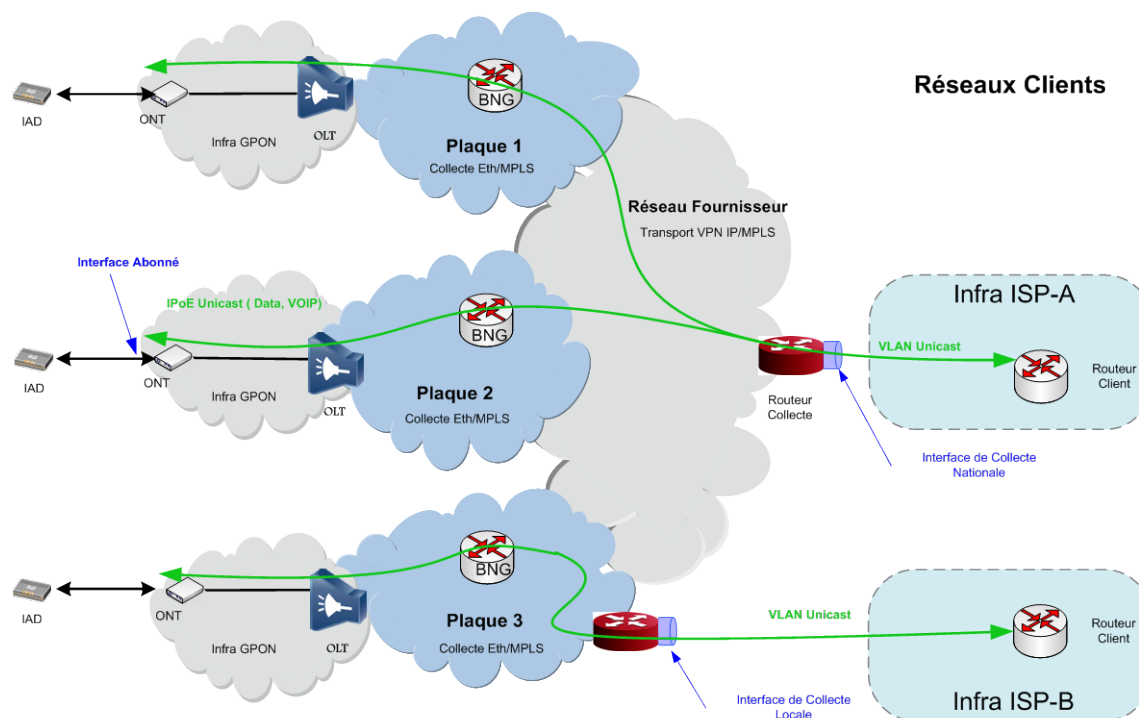 Réseaux Clients
BNG
IAD
ONT
OLT
Infra GPON
Plaque 1
Collecte Eth/MPLS
Réseau Fournisseur
Transport VPN IP/MPLS
Interface Abonné
IPoE Unicast ( Data, VOIP)
BNG
IAD
ONT
OLT
Infra GPON
Plaque 2
Collecte Eth/MPLS
Infra ISP-A
VLAN Unicast
Routeur
Client
Routeur
Collecte
Interface de Collecte
Nationale
BNG
IAD
ONT
OLT
Infra GPON
Plaque 3
Collecte Eth/MPLS
VLAN Unicast
Routeur
Client
Interface de Collecte
Locale
Infra ISP-B